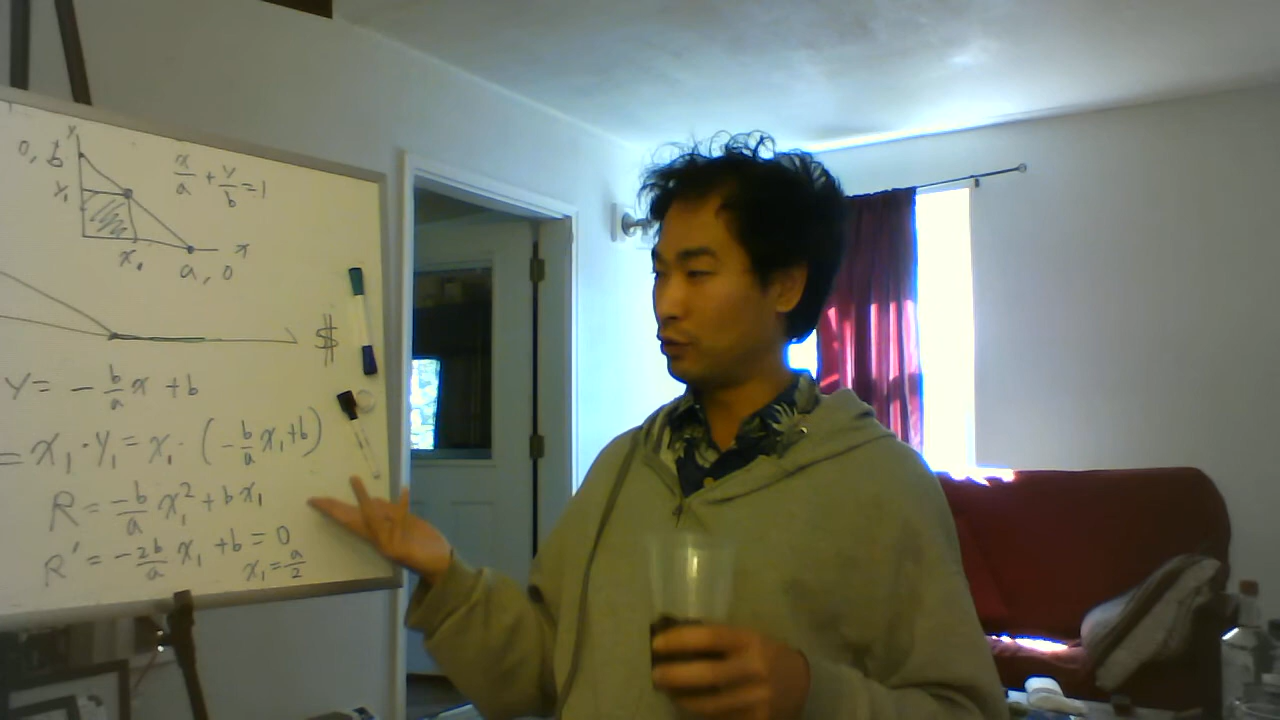 y
0, b
x/a + y/b = 1
y₁
x₁
a, 0
x
$
y = - b/a x + b
= x₁ · y₁ = x₁ · (- b/a x₁ + b)
R = -b/a x₁² + b x₁
R' = -2b/a x₁ + b = 0
x₁ = a/2